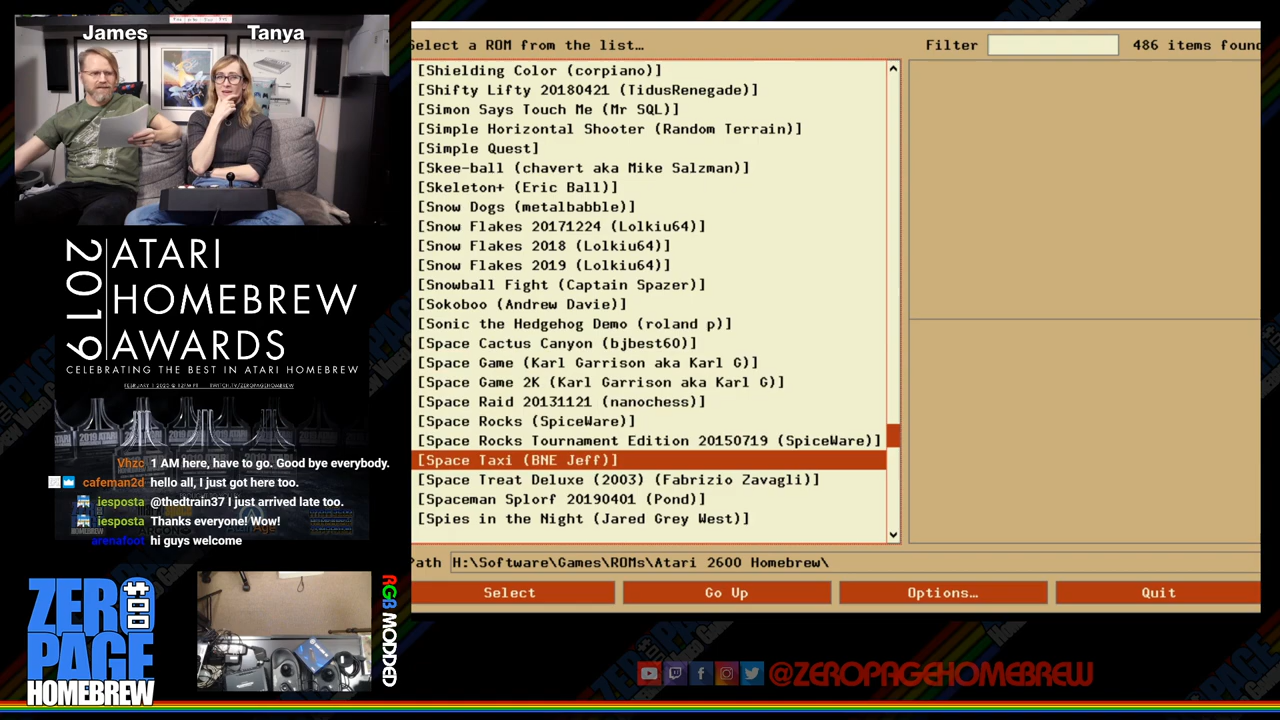 James
Tanya
2019
ATARI
HOMEBREW
AWARDS
CELEBRATING THE BEST IN ATARI HOMEBREW
Vhzc 1 AM here, have to go. Good bye everybody.
cafeman2d hello all, I just got here too.
iesposta @thedtrain37 I just arrived late too.
iesposta Thanks everyone! Wow!
arenafoot hi guys welcome
ZERO
PAGE
HOMEBREW
RGB MODDED
Select a ROM from the list…
Filter
486 items found
[Shielding Color (corpiano)]
[Shifty Lifty 20180421 (TidusRenegade)]
[Simon Says Touch Me (Mr SQL)]
[Simple Horizontal Shooter (Random Terrain)]
[Simple Quest]
[Skee-ball (chavert aka Mike Salzman)]
[Skeleton+ (Eric Ball)]
[Snow Dogs (metalbabble)]
[Snow Flakes 20171224 (Lolkiu64)]
[Snow Flakes 2018 (Lolkiu64)]
[Snow Flakes 2019 (Lolkiu64)]
[Snowball Fight (Captain Spazer)]
[Sokoboo (Andrew Davie)]
[Sonic the Hedgehog Demo (roland p)]
[Space Cactus Canyon (bjbest60)]
[Space Game (Karl Garrison aka Karl G)]
[Space Game 2K (Karl Garrison aka Karl G)]
[Space Raid 20131121 (nanochess)]
[Space Rocks (SpiceWare)]
[Space Rocks Tournament Edition 20150719 (SpiceWare)]
[Space Taxi (BNE Jeff)]
[Space Treat Deluxe (2003) (Fabrizio Zavagli)]
[Spaceman Splorf 20190401 (Pond)]
[Spies in the Night (Jared Grey West)]
Path H:\Software\Games\ROMs\Atari 2600 Homebrew\
Select
Go Up
Options…
Quit
@ZEROPAGEHOMEBREW